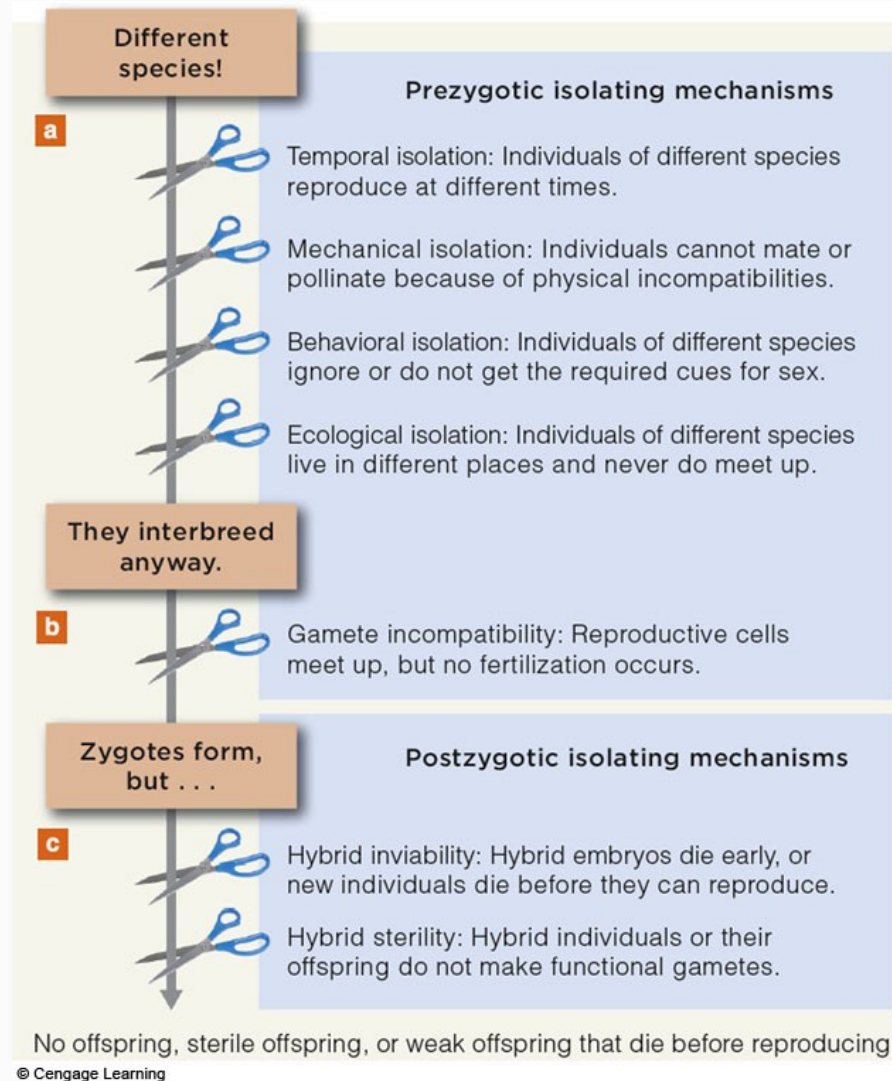 Different
species!
Prezygotic isolating mechanisms
a
Temporal isolation: Individuals of different species
reproduce at different times.
Mechanical isolation: Individuals cannot mate or
pollinate because of physical incompatibilities.
Behavioral isolation: Individuals of different species
ignore or do not get the required cues for sex.
Ecological isolation: Individuals of different species
live in different places and never do meet up.
They interbreed
anyway.
b
Gamete incompatibility: Reproductive cells
meet up, but no fertilization occurs.
Zygotes form,
but . . .
Postzygotic isolating mechanisms
c
Hybrid inviability: Hybrid embryos die early, or
new individuals die before they can reproduce.
Hybrid sterility: Hybrid individuals or their
offspring do not make functional gametes.
No offspring, sterile offspring, or weak offspring that die before reproducing
© Cengage Learning